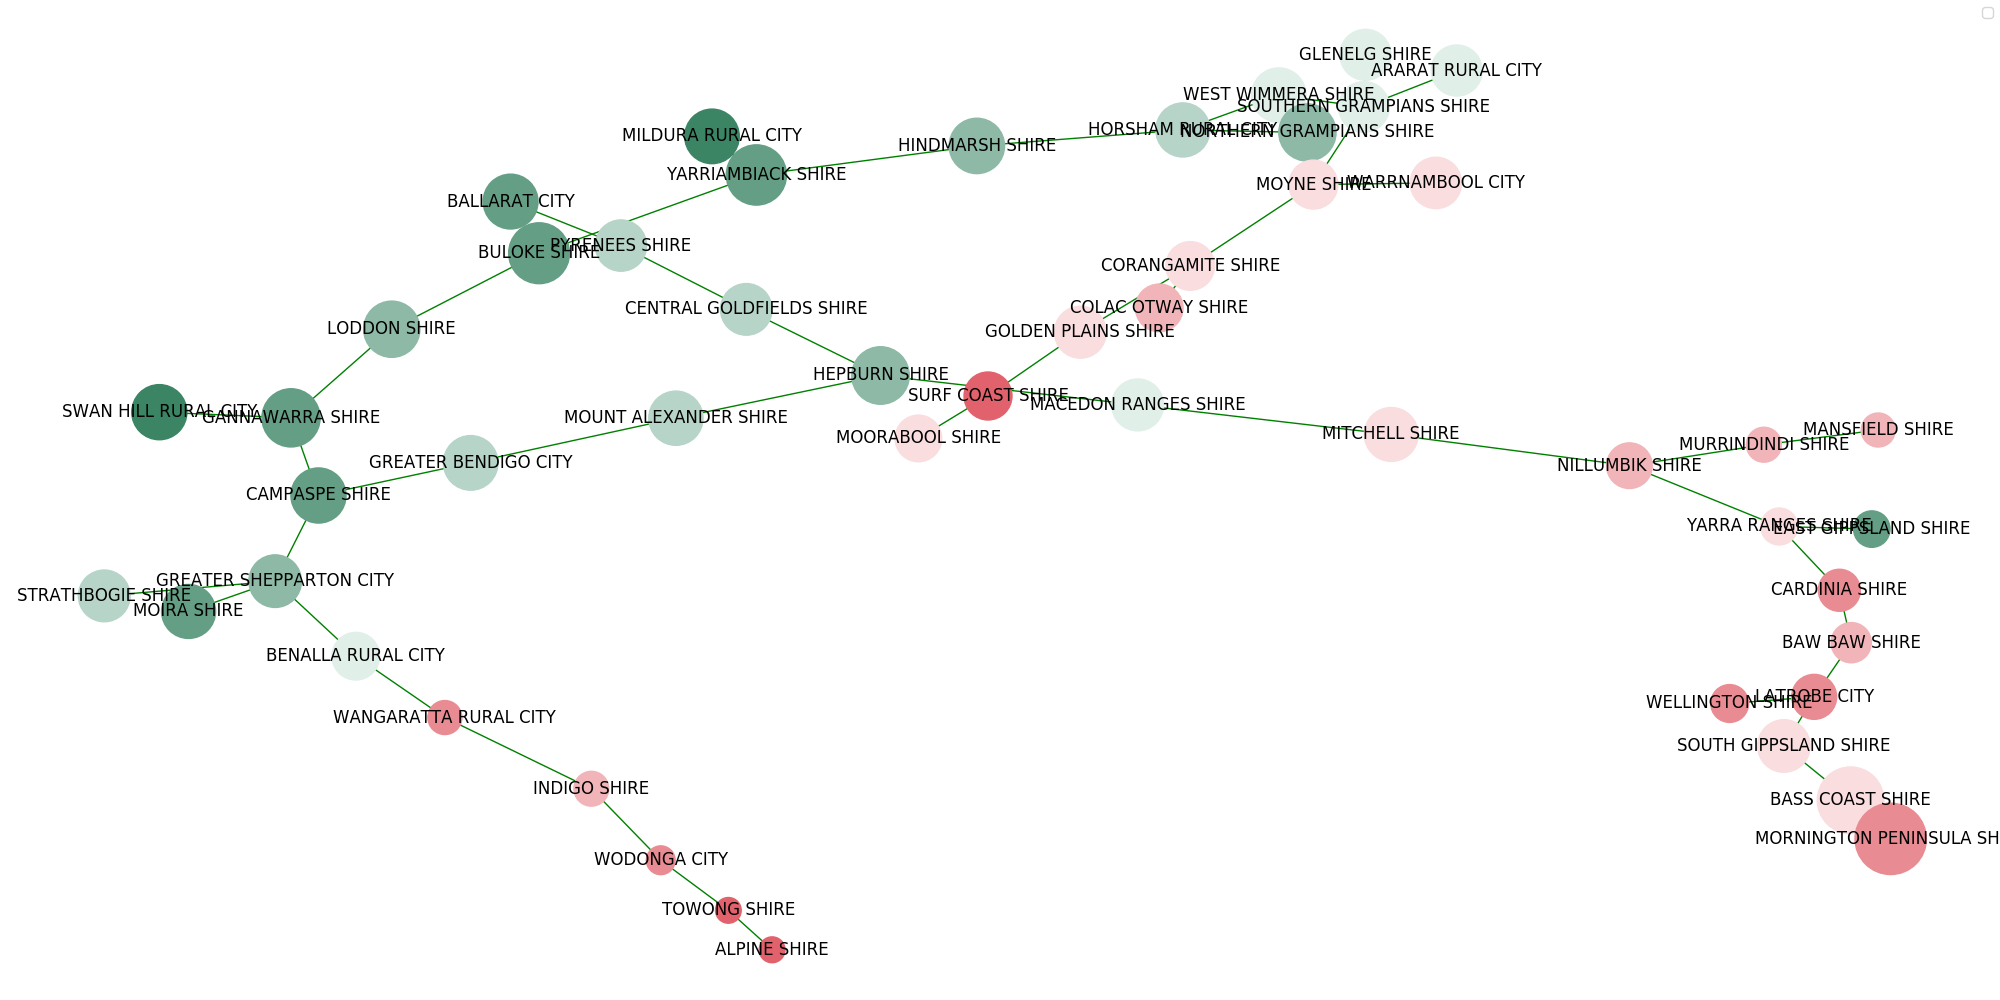 GLENELG SHIRE
ARARAT RURAL CITY
WEST WIMMERA SHIRE
SOUTHERN GRAMPIANS SHIRE
HORSHAM RURAL CITY
NORTHERN GRAMPIANS SHIRE
MILDURA RURAL CITY
HINDMARSH SHIRE
YARRIAMBIACK SHIRE
MOYNE SHIRE
WARRNAMBOOL CITY
BALLARAT CITY
PYRENEES SHIRE
BULOKE SHIRE
CORANGAMITE SHIRE
CENTRAL GOLDFIELDS SHIRE
COLAC OTWAY SHIRE
LODDON SHIRE
GOLDEN PLAINS SHIRE
HEPBURN SHIRE
SURF COAST SHIRE
MACEDON RANGES SHIRE
SWAN HILL RURAL CITY
GANNAWARRA SHIRE
MOUNT ALEXANDER SHIRE
MOORABOOL SHIRE
MITCHELL SHIRE
MANSFIELD SHIRE
MURRINDINDI SHIRE
GREATER BENDIGO CITY
NILLUMBIK SHIRE
CAMPASPE SHIRE
YARRA RANGES SHIRE
EAST GIPPSLAND SHIRE
GREATER SHEPPARTON CITY
STRATHBOGIE SHIRE
MOIRA SHIRE
CARDINIA SHIRE
BAW BAW SHIRE
BENALLA RURAL CITY
LATROBE CITY
WELLINGTON SHIRE
WANGARATTA RURAL CITY
SOUTH GIPPSLAND SHIRE
INDIGO SHIRE
BASS COAST SHIRE
MORNINGTON PENINSULA SH
WODONGA CITY
TOWONG SHIRE
ALPINE SHIRE